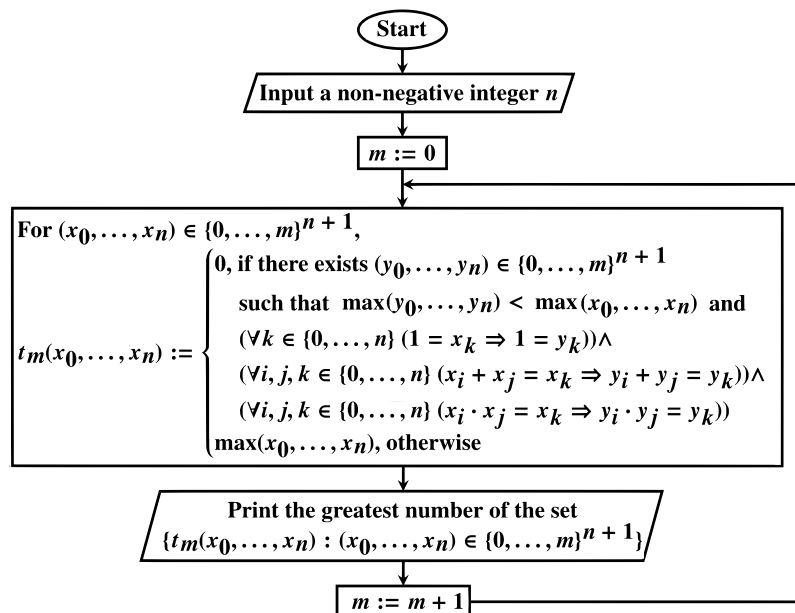 Start
Input a non-negative integer n
m := 0
For (x₀, . . . , xₙ) ∈ {0, . . . , m}ⁿ ⁺ ¹,
0, if there exists (y₀, . . . , yₙ) ∈ {0, . . . , m}ⁿ ⁺ ¹
such that max(y₀, . . . , yₙ) < max(x₀, . . . , xₙ) and
(∀k ∈ {0, . . . , n} (1 = xₖ ⇒ 1 = yₖ))∧
tₘ(x₀, . . . , xₙ) := { (∀i, j, k ∈ {0, . . . , n} (xᵢ + xⱼ = xₖ ⇒ yᵢ + yⱼ = yₖ))∧
(∀i, j, k ∈ {0, . . . , n} (xᵢ · xⱼ = xₖ ⇒ yᵢ · yⱼ = yₖ))
max(x₀, . . . , xₙ), otherwise
Print the greatest number of the set
{tₘ(x₀, . . . , xₙ) : (x₀, . . . , xₙ) ∈ {0, . . . , m}ⁿ ⁺ ¹}
m := m + 1